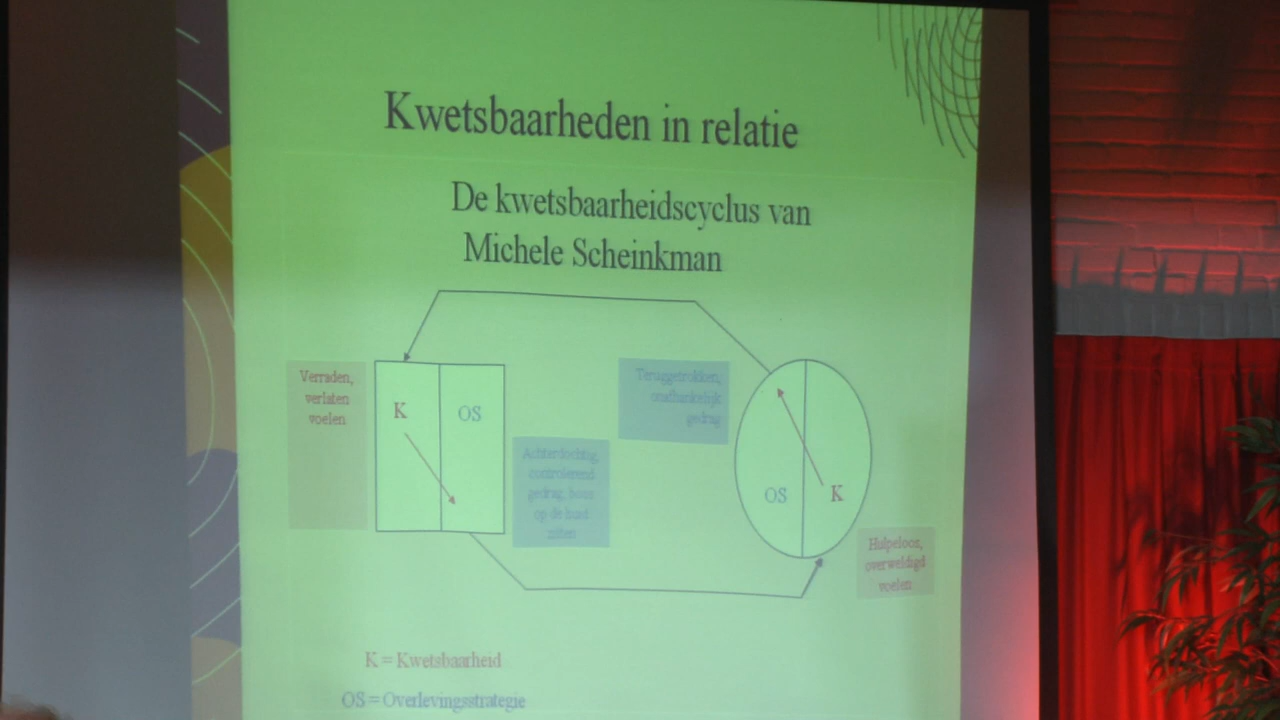 Kwetsbaarheden in relatie
De kwetsbaarheidscyclus van
Michele Scheinkman
Verraden,
verlaten
voelen
K
OS
Achterdochtig,
controlerend
gedrag, boos
op de huid
zitten
Teruggetrokken,
onafhankelijk
gedrag
OS
K
Hulpeloos,
overweldigd
voelen
K = Kwetsbaarheid
OS = Overlevingsstrategie